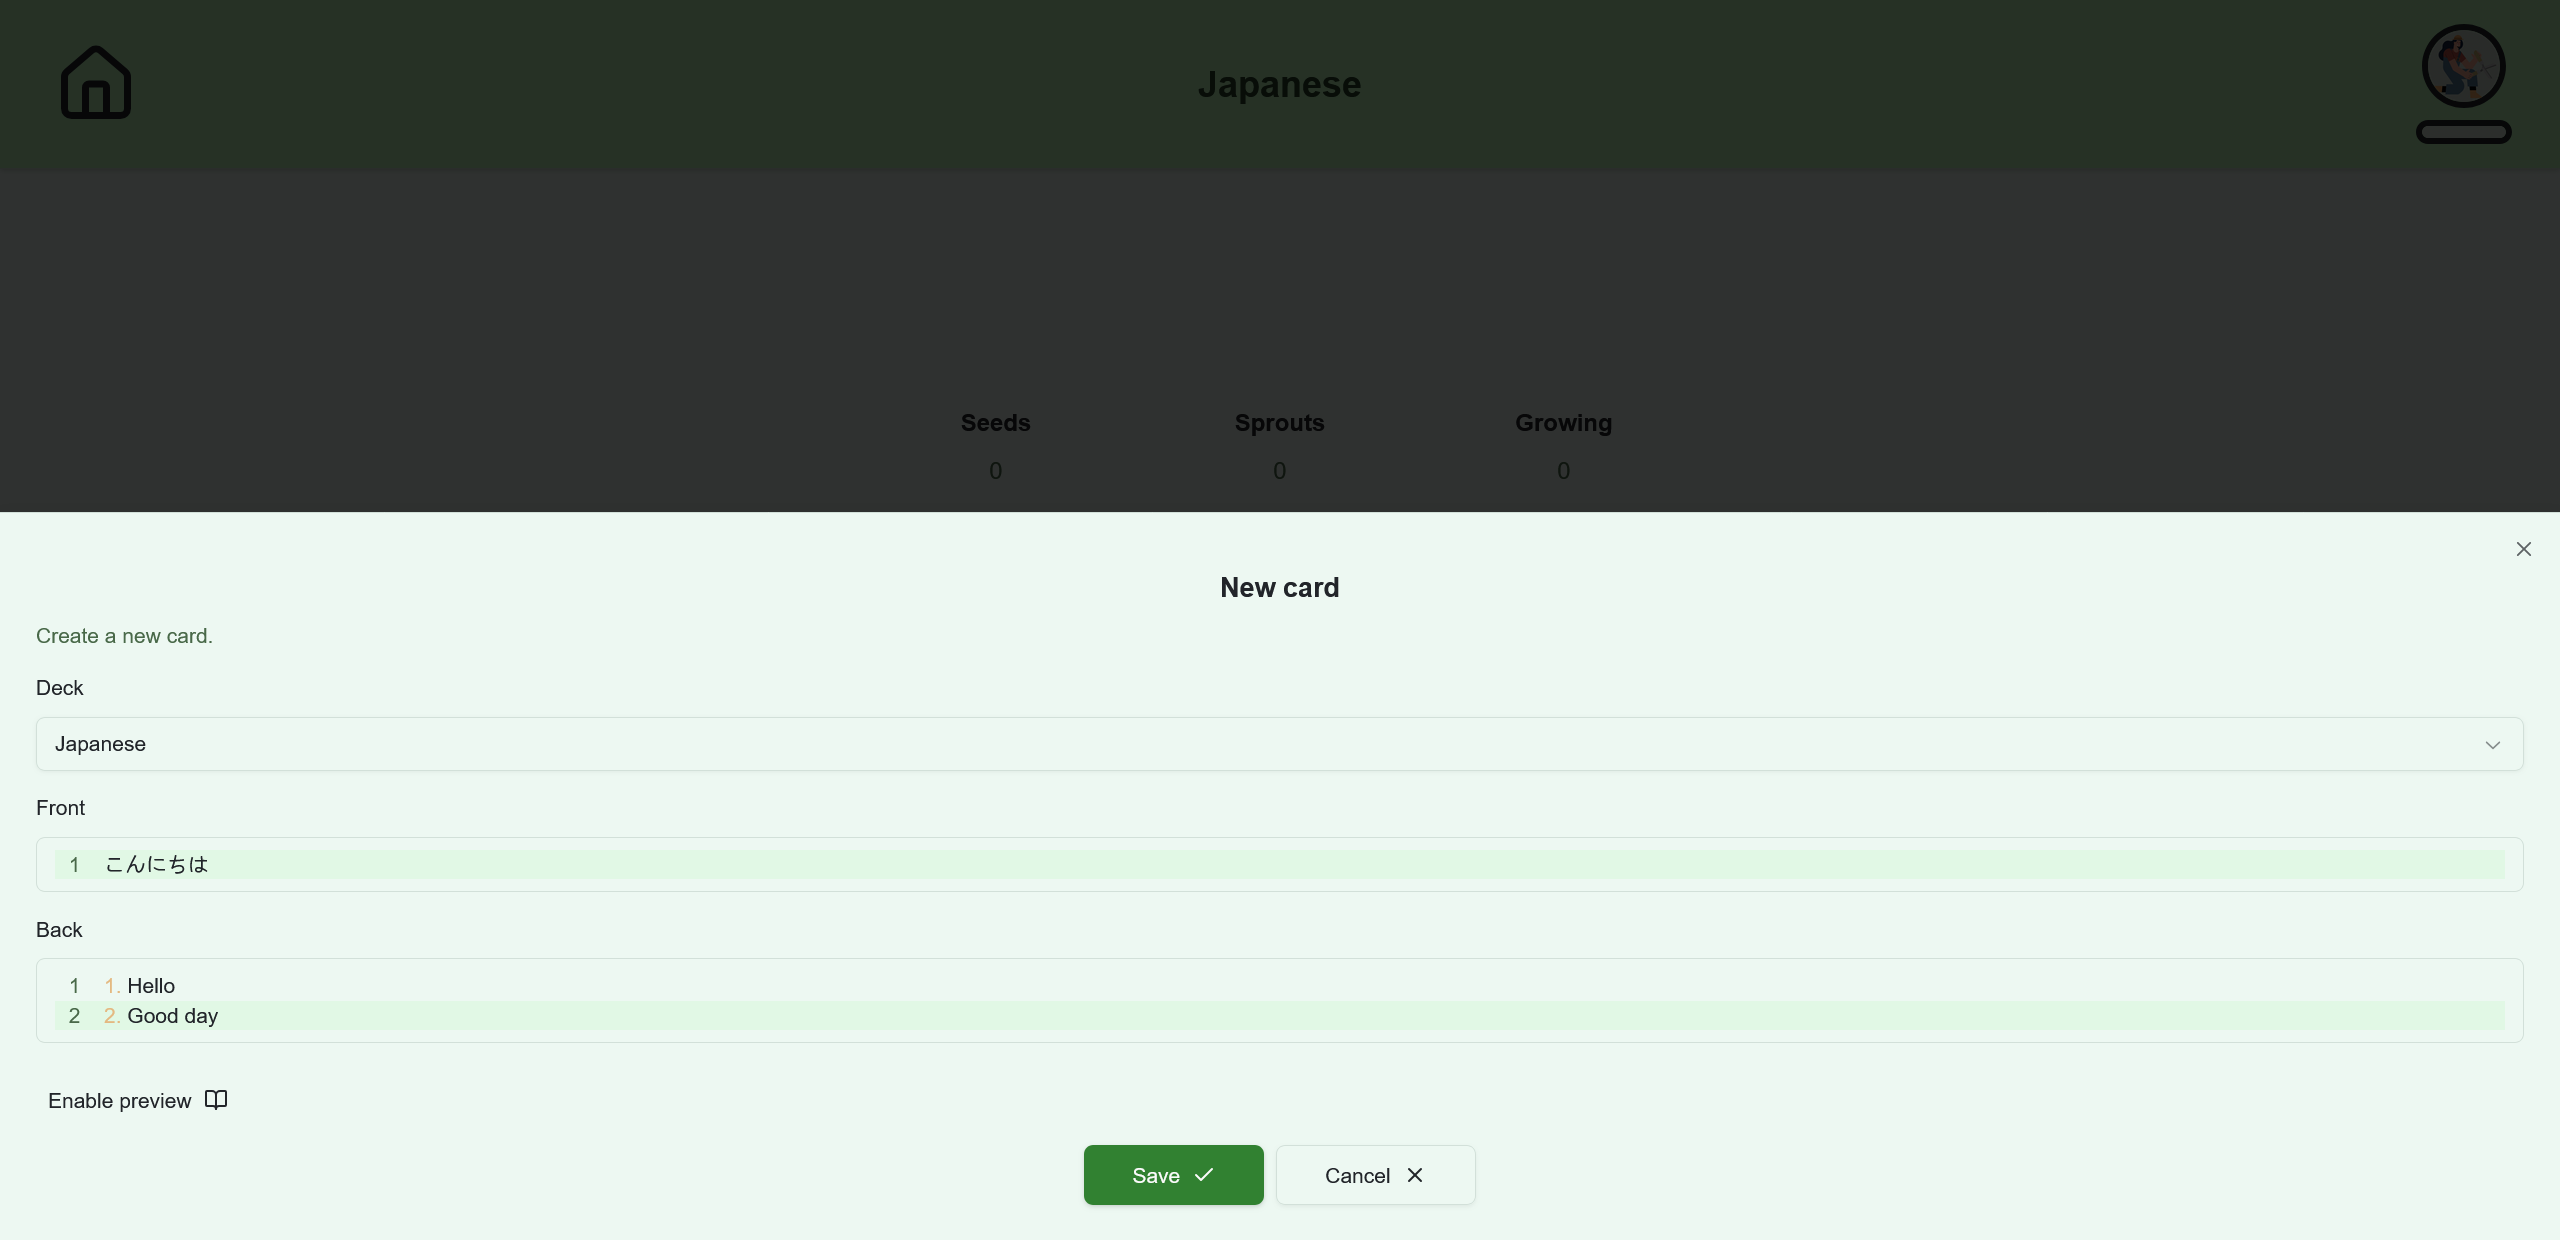 Japanese
Seeds
Sprouts
Growing
0
0
0
New card
Create a new card.
Deck
Japanese
Front
1 こんにちは
Back
1 1. Hello
2 2. Good day
Enable preview
Save
Cancel